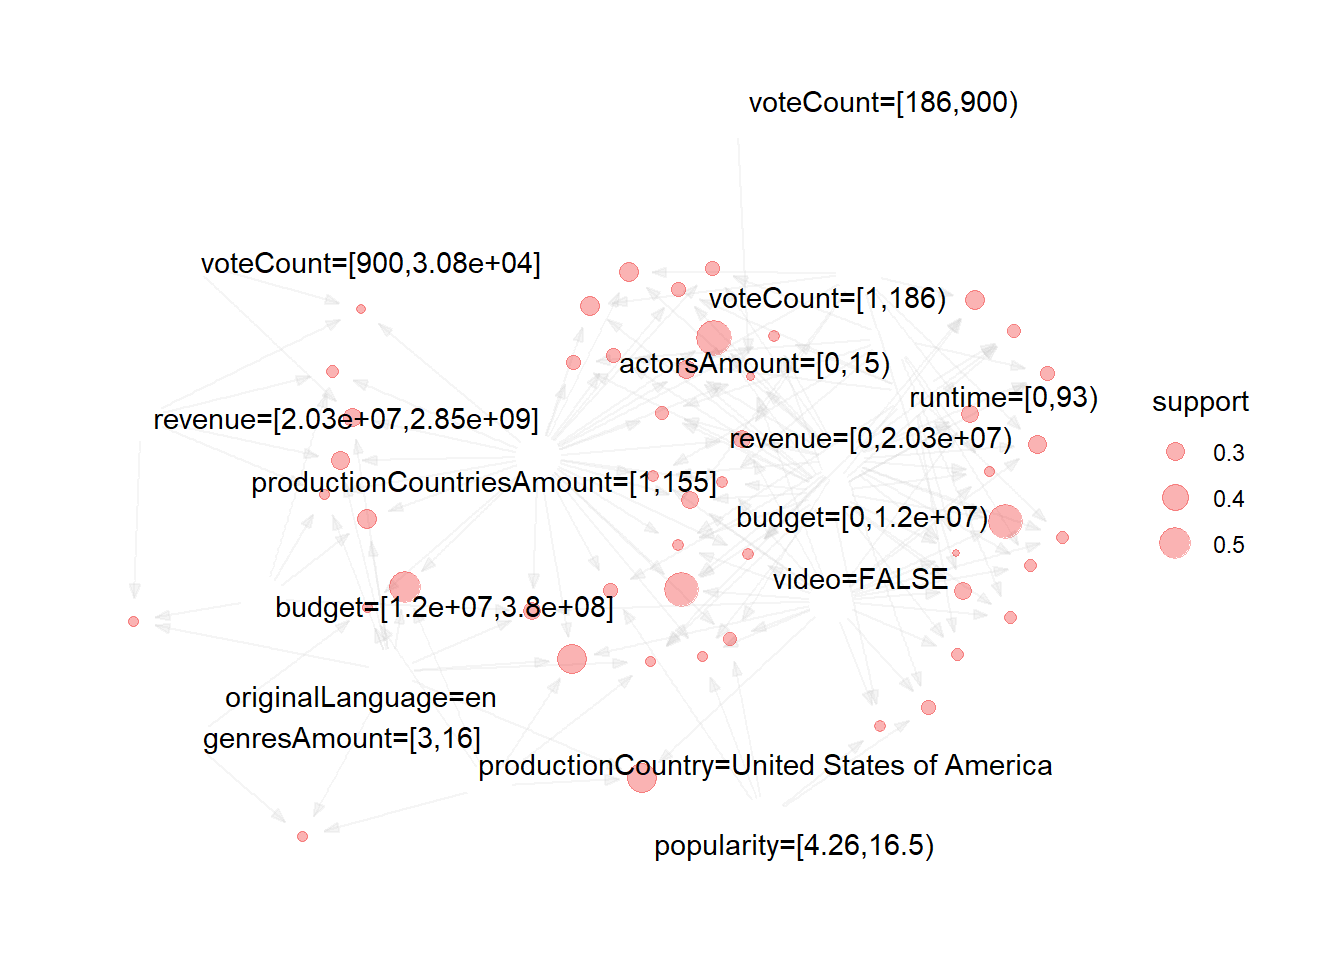 voteCount=[186,900)
voteCount=[900,3.08e+04]
voteCount=[1,186)
actorsAmount=[0,15)
runtime=[0,93)
support
revenue=[2.03e+07,2.85e+09]
revenue=[0,2.03e+07)
0.3
productionCountriesAmount=[1,155]
0.4
budget=[0,1.2e+07)
0.5
video=FALSE
budget=[1.2e+07,3.8e+08]
originalLanguage=en
genresAmount=[3,16]
productionCountry=United States of America
popularity=[4.26,16.5)